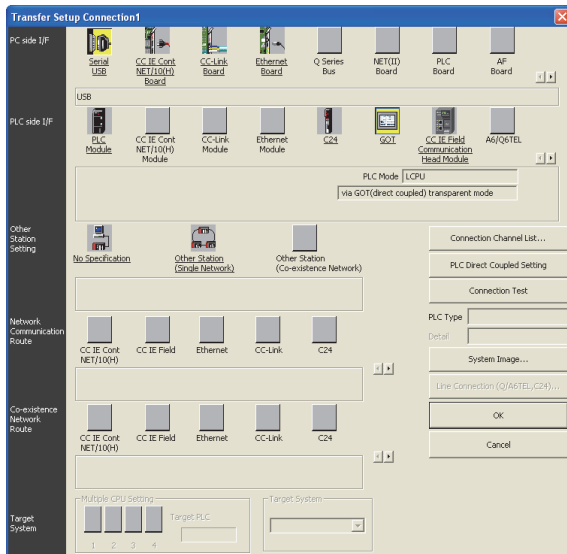 Transfer Setup Connection1
PC side I/F
Serial USB
CC IE Cont NET/10(H) Board
CC-Link Board
Ethernet Board
Q Series Bus
NET(II) Board
PLC Board
AF Board
USB
PLC side I/F
PLC Module
CC IE Cont NET/10(H) Module
CC-Link Module
Ethernet Module
C24
GOT
CC IE Field Communication Head Module
A6/Q6TEL
PLC Mode LCPU
via GOT(direct coupled) transparent mode
Other Station Setting
No Specification
Other Station (Single Network)
Other Station (Co-existence Network)
Connection Channel List...
PLC Direct Coupled Setting
Connection Test
PLC Type
Detail
System Image...
Line Connection (Q/A6TEL,C24)...
OK
Cancel
Network Communication Route
CC IE Cont NET/10(H)
CC IE Field
Ethernet
CC-Link
C24
Co-existence Network Route
CC IE Cont NET/10(H)
CC IE Field
Ethernet
CC-Link
C24
Target System
Multiple CPU Setting
1 2 3 4
Target PLC
Target System